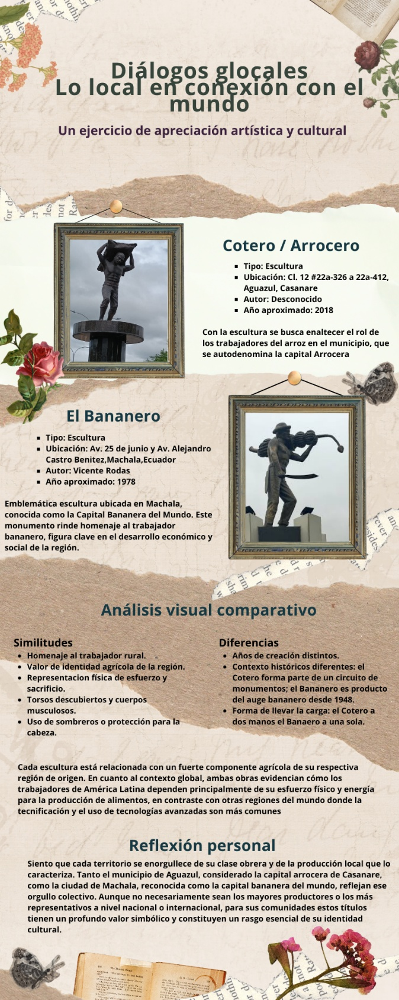 Diálogos glocales
Lo local en conexión con el
mundo
Un ejercicio de apreciación artística y cultural
Cotero / Arrocero
Tipo: Escultura
Ubicación: Cl. 12 #22a-326 a 22a-412,
Aguazul, Casanare
Autor: Desconocido
Año aproximado: 2018
Con la escultura se busca enaltecer el rol de
los trabajadores del arroz en el municipio, que
se autodenomina la capital Arrocera
El Bananero
Tipo: Escultura
Ubicación: Av. 25 de junio y Av. Alejandro
Castro Benitez,Machala,Ecuador
Autor: Vicente Rodas
Año aproximado: 1978
Emblemática escultura ubicada en Machala,
conocida como la Capital Bananera del Mundo. Este
monumento rinde homenaje al trabajador
bananero, figura clave en el desarrollo económico y
social de la región.
Análisis visual comparativo
Similitudes
Homenaje al trabajador rural.
Valor de identidad agrícola de la región.
Representacion física de esfuerzo y
sacrificio.
Torsos descubiertos y cuerpos
musculosos.
Uso de sombreros o protección para la
cabeza.
Diferencias
Años de creación distintos.
Contexto históricos diferentes: el
Cotero forma parte de un circuito de
monumentos; el Bananero es producto
del auge bananero desde 1948.
Forma de llevar la carga: el Cotero a
dos manos el Banaero a una sola.
Cada escultura está relacionada con un fuerte componente agrícola de su respectiva
región de origen. En cuanto al contexto global, ambas obras evidencian cómo los
trabajadores de América Latina dependen principalmente de su esfuerzo físico y energía
para la producción de alimentos, en contraste con otras regiones del mundo donde la
tecnificación y el uso de tecnologías avanzadas son más comunes
Reflexión personal
Siento que cada territorio se enorgullece de su clase obrera y de la producción local que lo
caracteriza. Tanto el municipio de Aguazul, considerado la capital arrocera de Casanare,
como la ciudad de Machala, reconocida como la capital bananera del mundo, reflejan ese
orgullo colectivo. Aunque no necesariamente sean los mayores productores o los más
representativos a nivel nacional o internacional, para sus comunidades estos títulos
tienen un profundo valor simbólico y constituyen un rasgo esencial de su identidad
cultural.